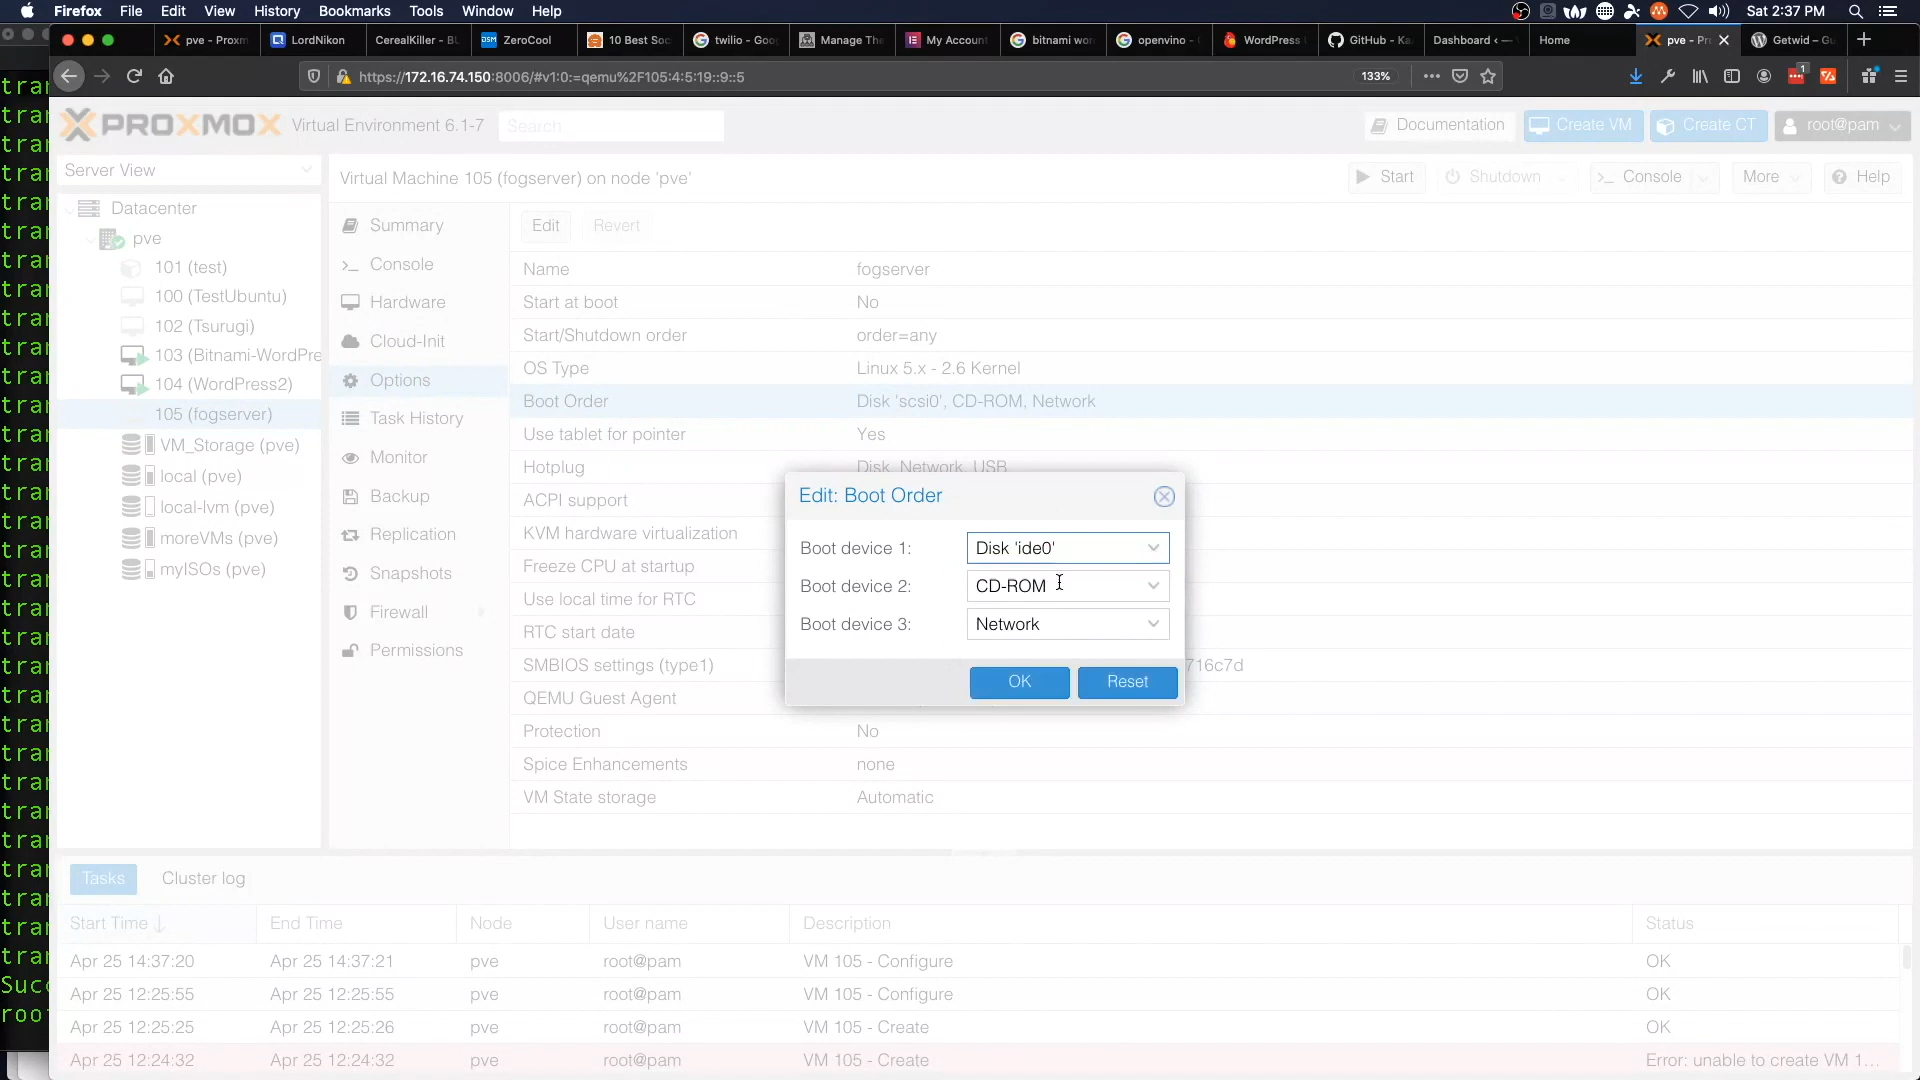 Firefox File Edit View History Bookmarks Tools Window Help Sat 2:37 PM
pve - Proxm LordNikon CerealKiller - Bu ZeroCool 10 Best Soc twilio - Goo Manage The My Account bitnami wor openvino - WordPress GitHub - Ka Dashboard ‹ — Home pve - Pr Getwid – Gu
https://172.16.74.150:8006/#v1:0:=qemu%2F105:4:5:19::9::5 133% 1
PROXMOX Virtual Environment 6.1-7 Search Documentation Create VM Create CT root@pam
Server View
Virtual Machine 105 (fogserver) on node 'pve' Start Shutdown Console More Help
Datacenter
pve
101 (test)
100 (TestUbuntu)
102 (Tsurugi)
103 (Bitnami-WordPre
104 (WordPress2)
105 (fogserver)
VM_Storage (pve)
local (pve)
local-lvm (pve)
moreVMs (pve)
myISOs (pve)
Summary
Console
Hardware
Cloud-Init
Options
Task History
Monitor
Backup
Replication
Snapshots
Firewall
Permissions
Edit Revert
Name fogserver
Start at boot No
Start/Shutdown order order=any
OS Type Linux 5.x - 2.6 Kernel
Boot Order Disk 'scsi0', CD-ROM, Network
Use tablet for pointer Yes
Hotplug Disk, Network, USB
ACPI support
KVM hardware virtualization
Freeze CPU at startup
Use local time for RTC
RTC start date
SMBIOS settings (type1) 716c7d
QEMU Guest Agent
Protection No
Spice Enhancements none
VM State storage Automatic
Edit: Boot Order
Boot device 1: Disk 'ide0'
Boot device 2: CD-ROM
Boot device 3: Network
OK Reset
Tasks Cluster log
Start Time End Time Node User name Description Status
Apr 25 14:37:20 Apr 25 14:37:21 pve root@pam VM 105 - Configure OK
Apr 25 12:25:55 Apr 25 12:25:55 pve root@pam VM 105 - Configure OK
Apr 25 12:25:25 Apr 25 12:25:26 pve root@pam VM 105 - Create OK
Apr 25 12:24:32 Apr 25 12:24:32 pve root@pam VM 105 - Create Error: unable to create VM 1...